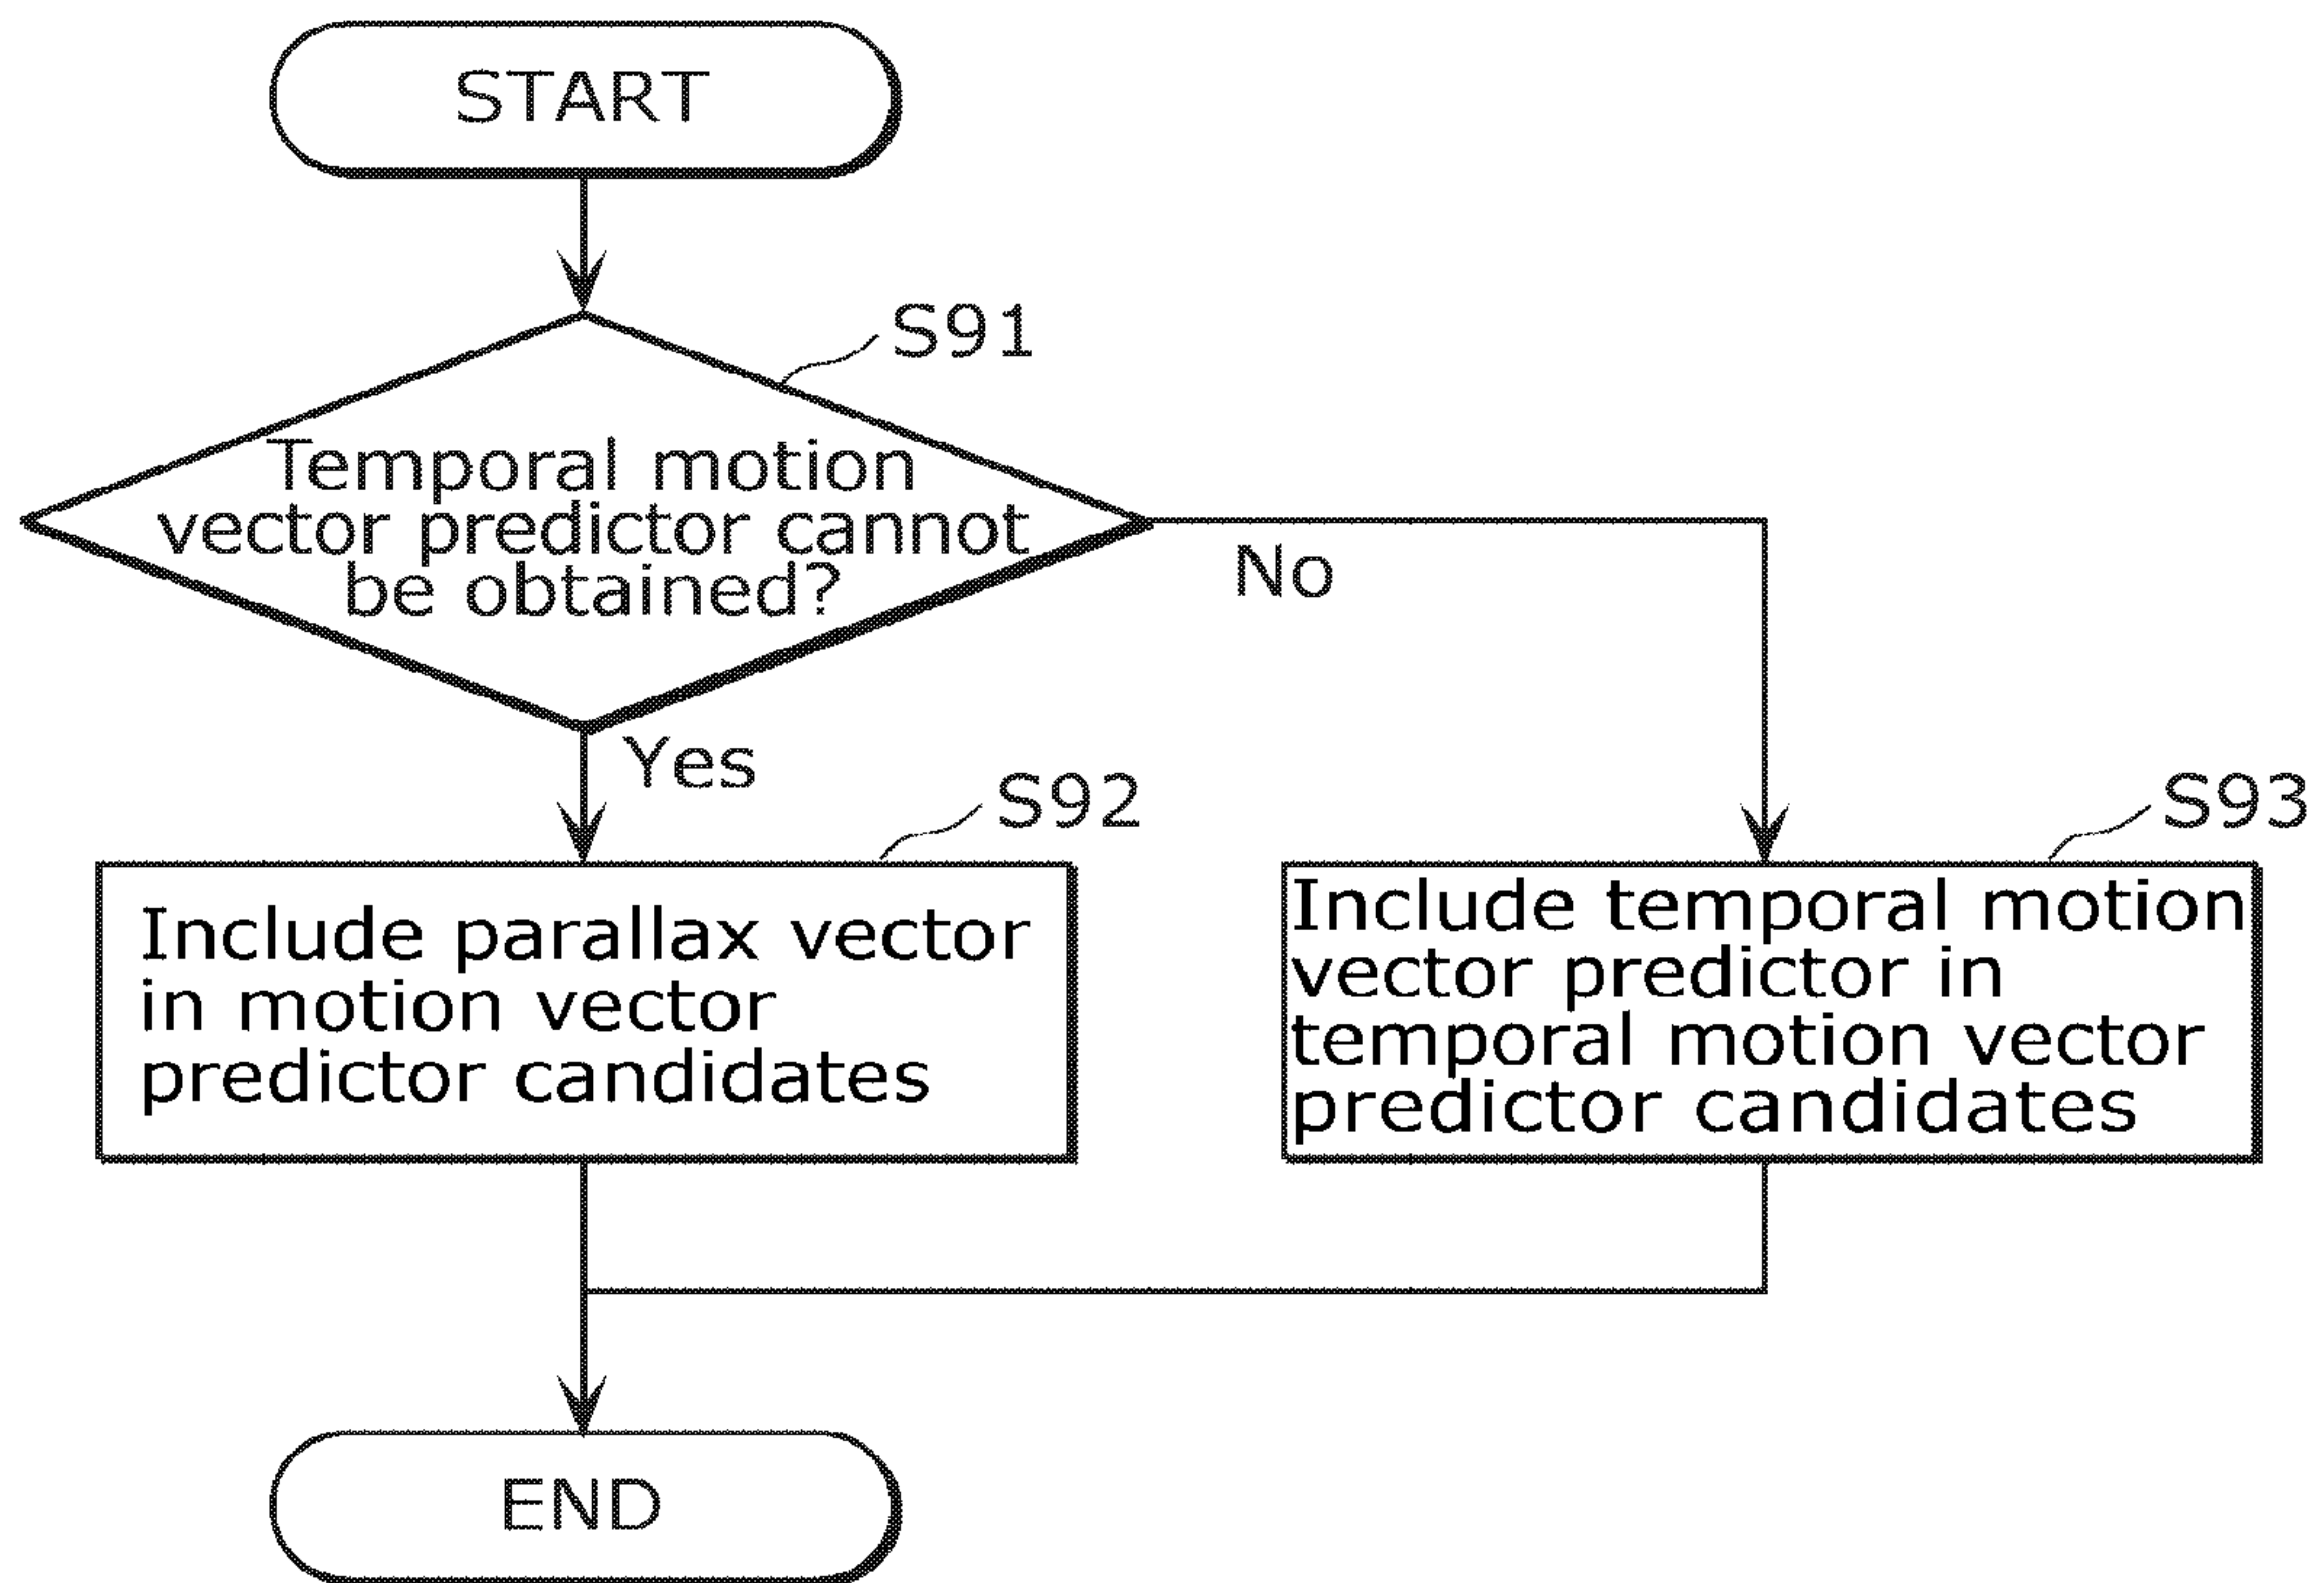 START
S91
Temporal motion
vector predictor cannot
be obtained?
No
Yes
S92
S93
Include parallax vector
in motion vector
predictor candidates
Include temporal motion
vector predictor in
temporal motion vector
predictor candidates
END